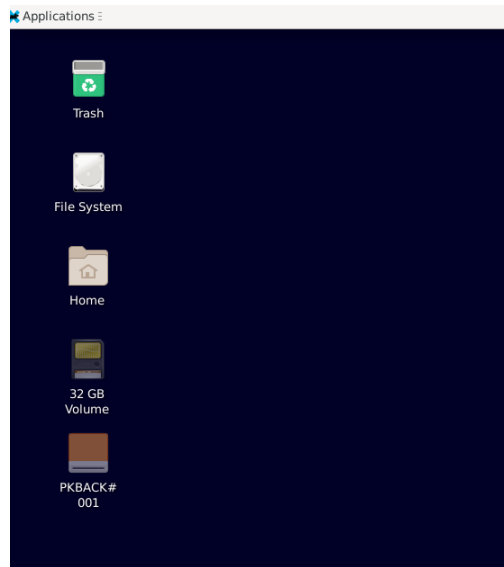 Applications
Trash
File System
Home
32 GB
Volume
PKBACK#
001